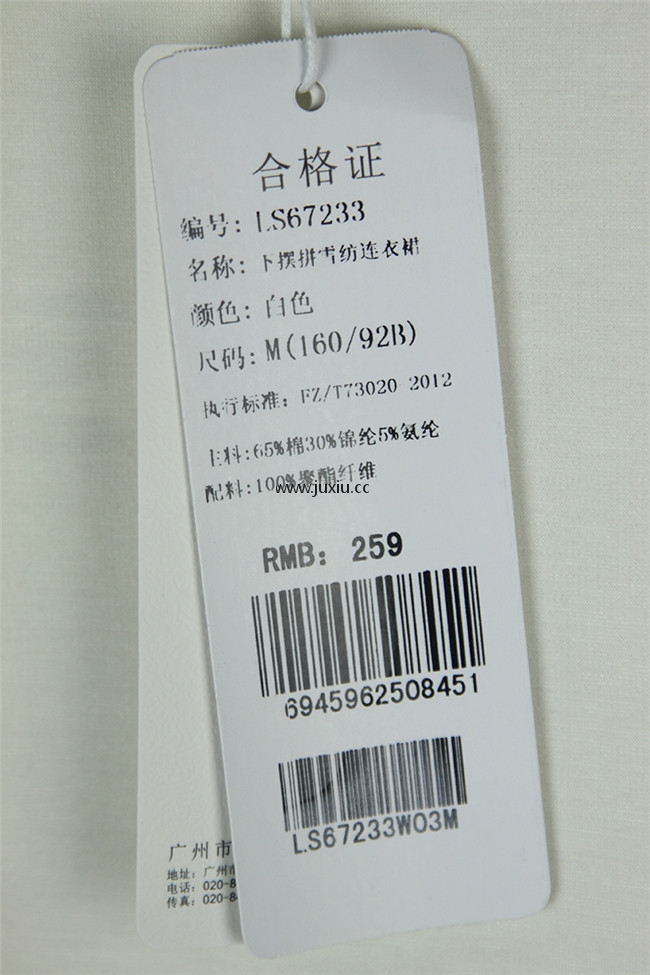 合格证
编号: LS67233
名称: 下摆拼雪纺连衣裙
颜色: 白色
尺码: M(160/92B)
执行标准: FZ/T73020 2012
主料:65%棉30%锦纶5%氨纶
配料:100%聚酯纤维
www.juxiu.cc
RMB: 259
6945962508451
LS67233W03M
广州市
地址: 广州市
电话: 020-8
传真: 020-84